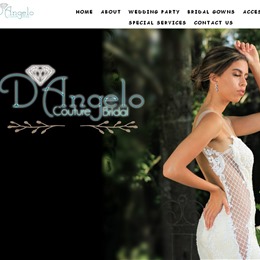 D'Angelo
HOME ABOUT WEDDING PARTY BRIDAL GOWNS ACCES
SPECIAL SERVICES CONTACT US
D'Angelo
Couture Bridal